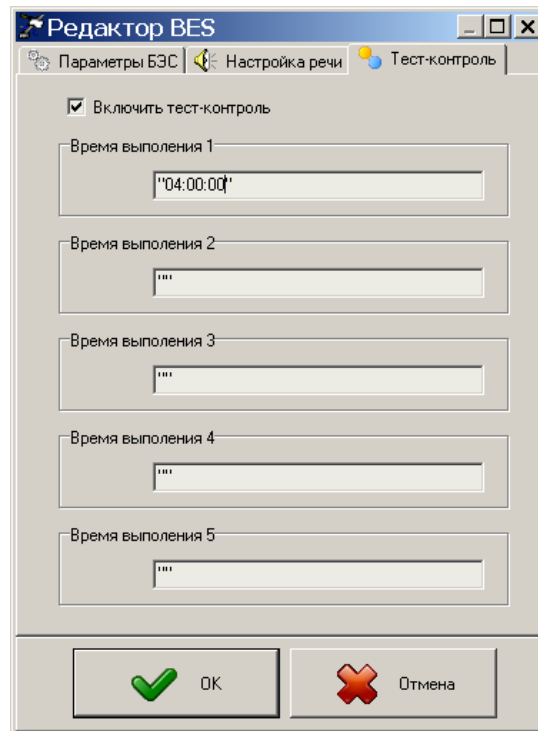 Редактор BES
Параметры БЭС Настройка речи Тест-контроль
Включить тест-контроль
Время выполения 1
"04:00:00"
Время выполения 2
""
Время выполения 3
""
Время выполения 4
""
Время выполения 5
""
OK Отмена